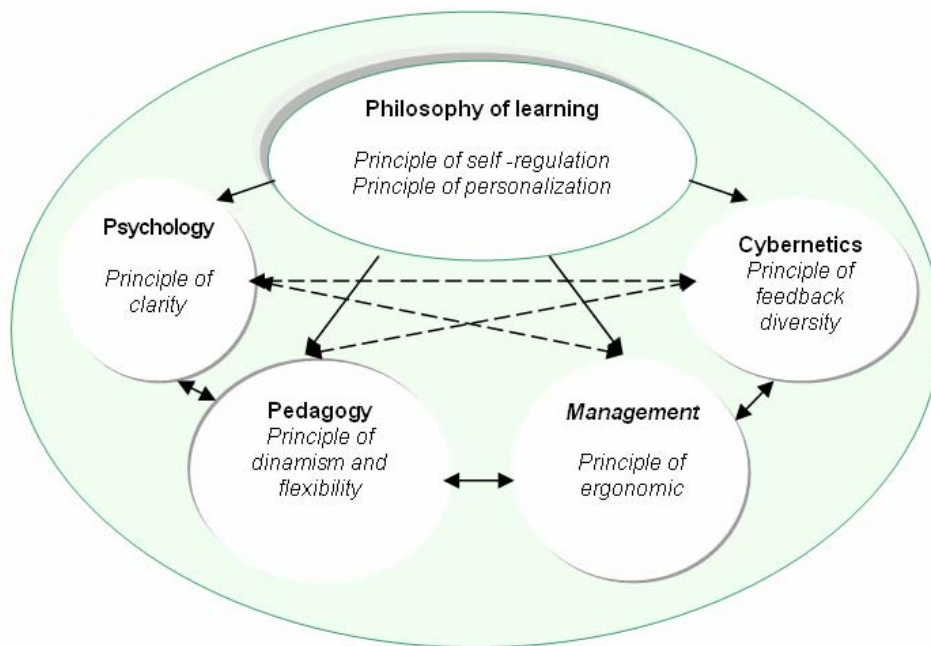 Philosophy of learning
Principle of self -regulation
Principle of personalization
Psychology
Principle of
clarity
Cybernetics
Principle of
feedback
diversity
Pedagogy
Principle of
dinamism and
flexibility
Management
Principle of
ergonomic